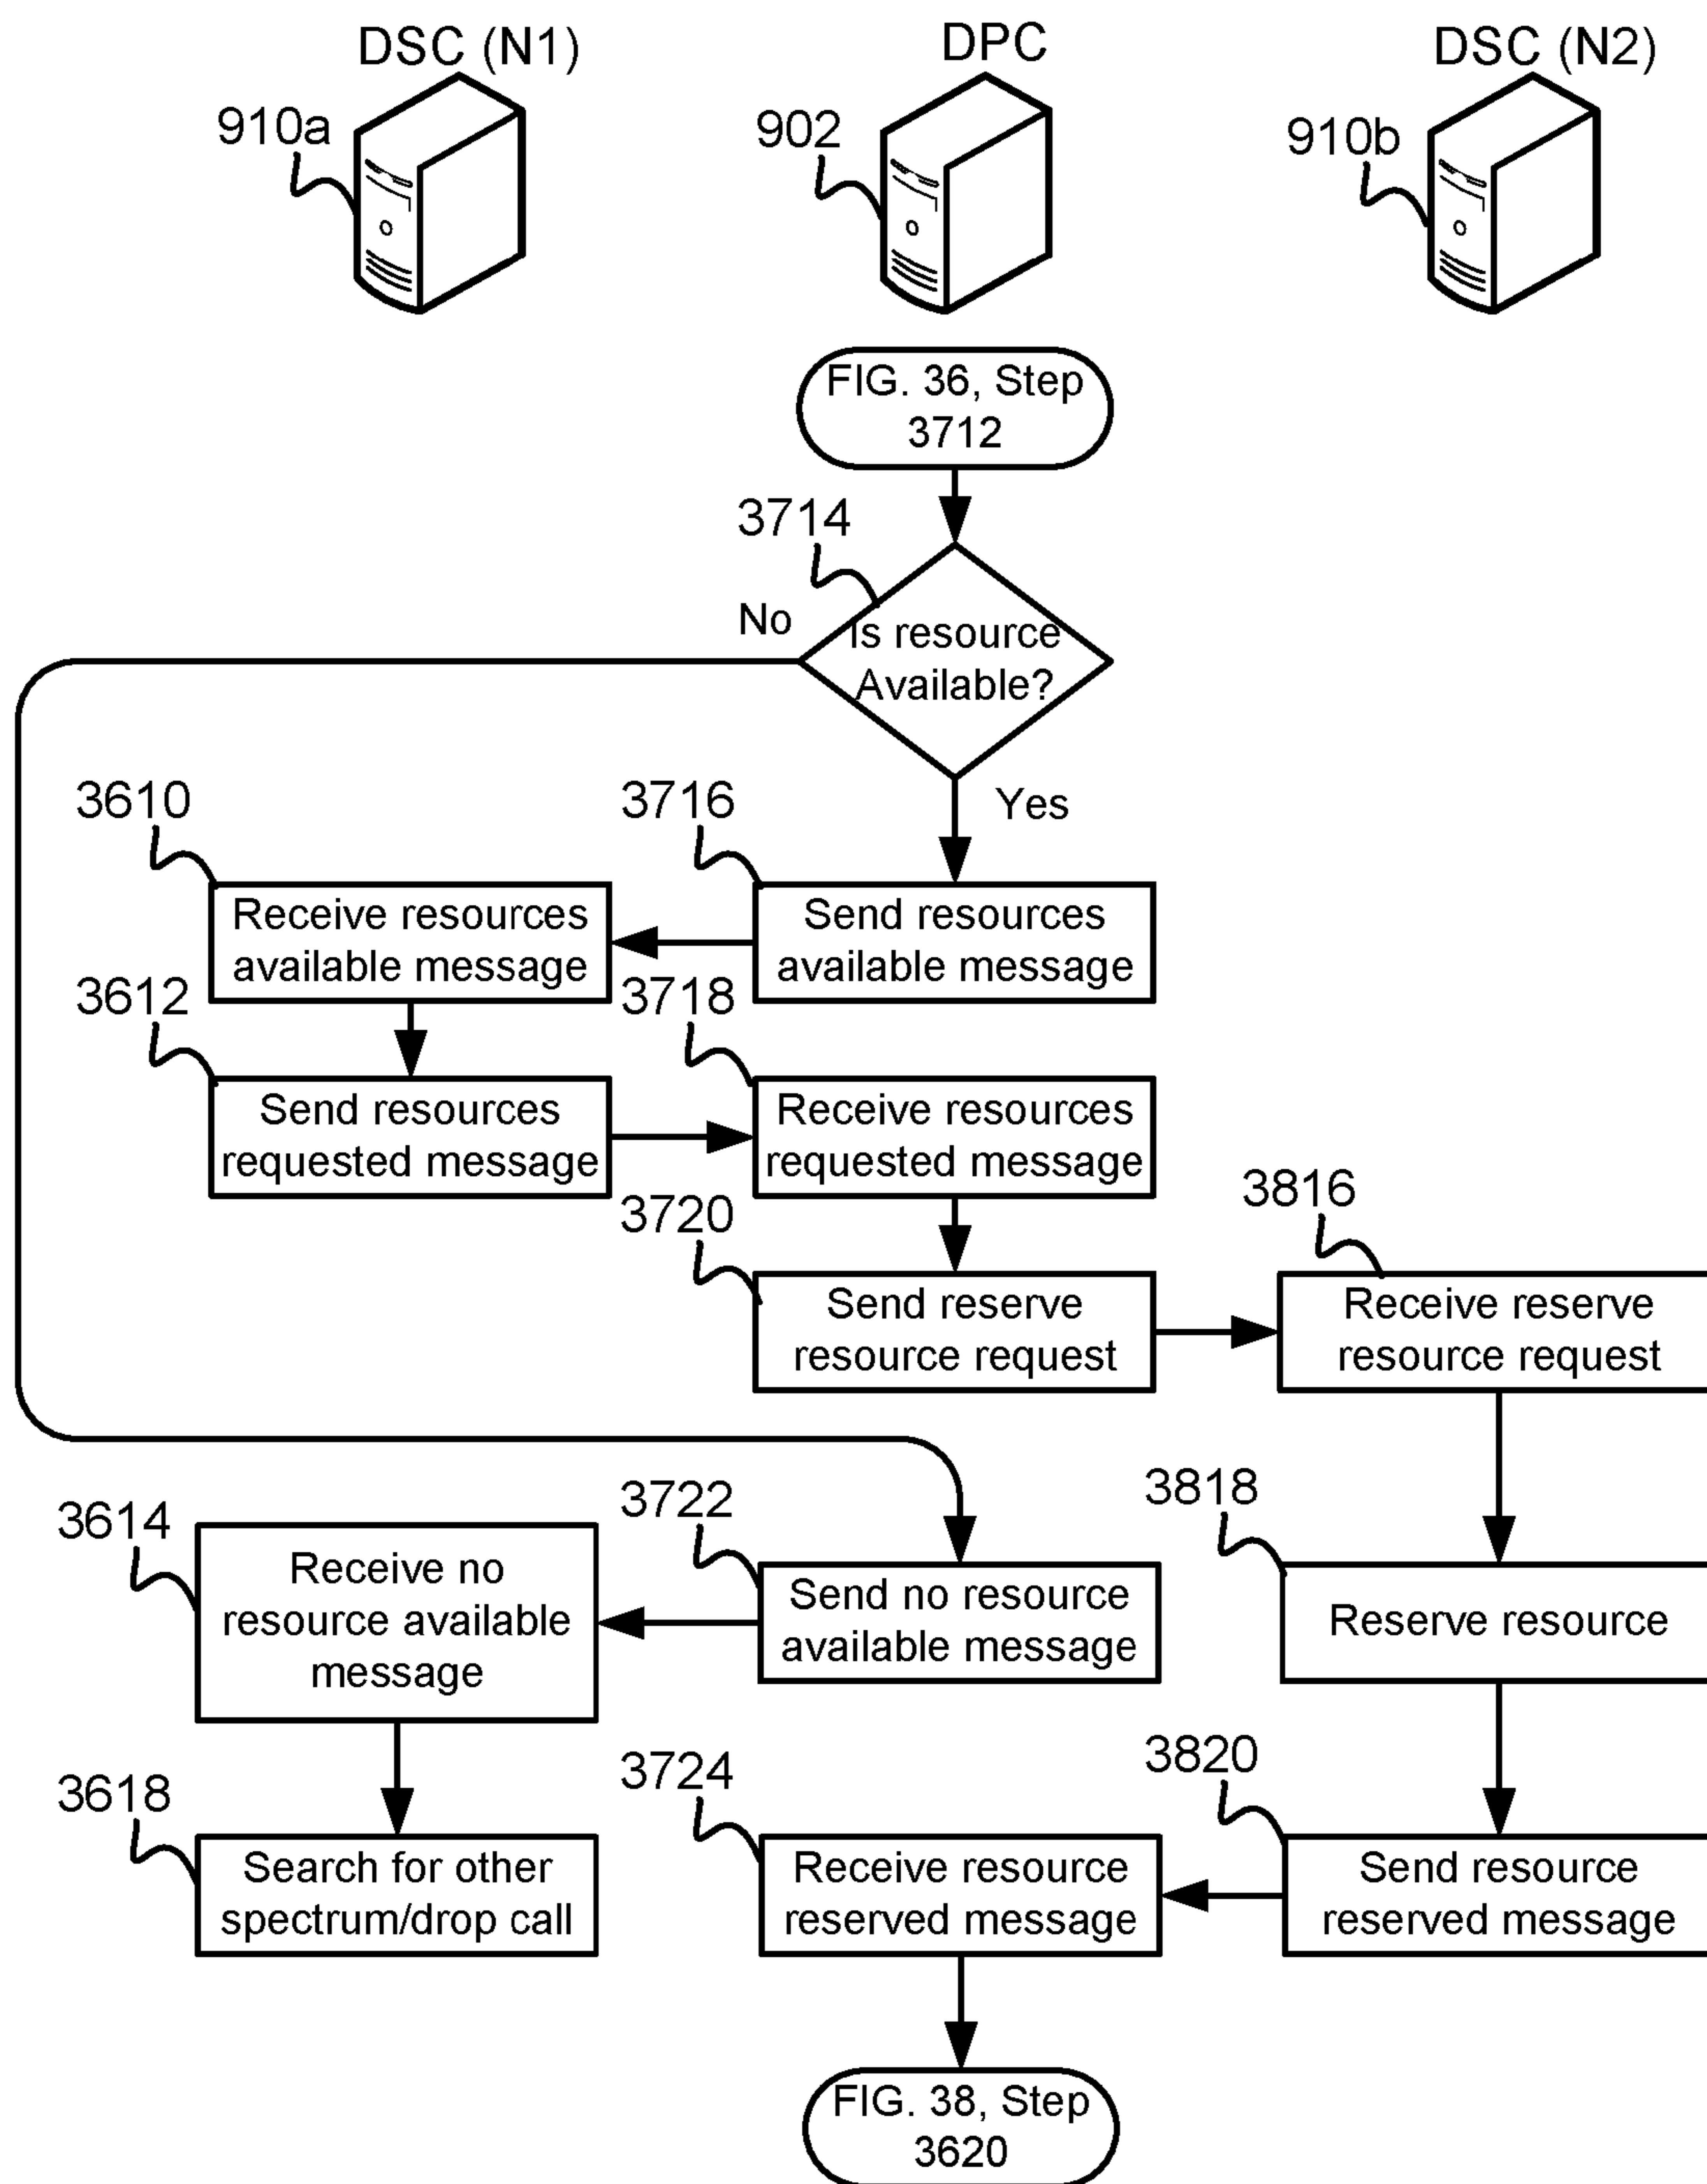 DSC (N1)
DPC
DSC (N2)
910a
902
910b
FIG. 36, Step
3712
3714
No
Is resource
Available?
Yes
3610
3716
Receive resources
available message
Send resources
available message
3612
3718
Send resources
requested message
Receive resources
requested message
3720
3816
Send reserve
resource request
Receive reserve
resource request
3614
3722
3818
Receive no
resource available
message
Send no resource
available message
Reserve resource
3618
3724
3820
Search for other
spectrum/drop call
Receive resource
reserved message
Send resource
reserved message
FIG. 38, Step
3620